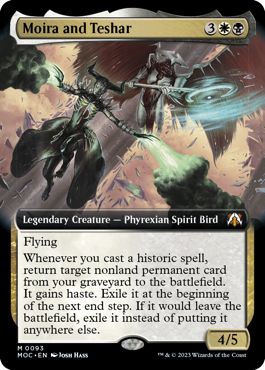 Moira and Teshar 3
Legendary Creature — Phyrexian Spirit Bird
Flying
Whenever you cast a historic spell,
return target nonland permanent card
from your graveyard to the battlefield.
It gains haste. Exile it at the beginning
of the next end step. If it would leave the
battlefield, exile it instead of putting it
anywhere else.
4/5
M 0093
MOC • EN Josh Hass
™ & © 2023 Wizards of the Coast